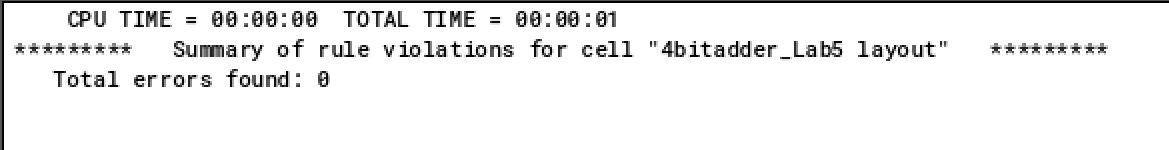 CPU TIME = 00:00:00  TOTAL TIME = 00:00:01
*********   Summary of rule violations for cell "4bitadder_Lab5 layout"   *********
Total errors found: 0